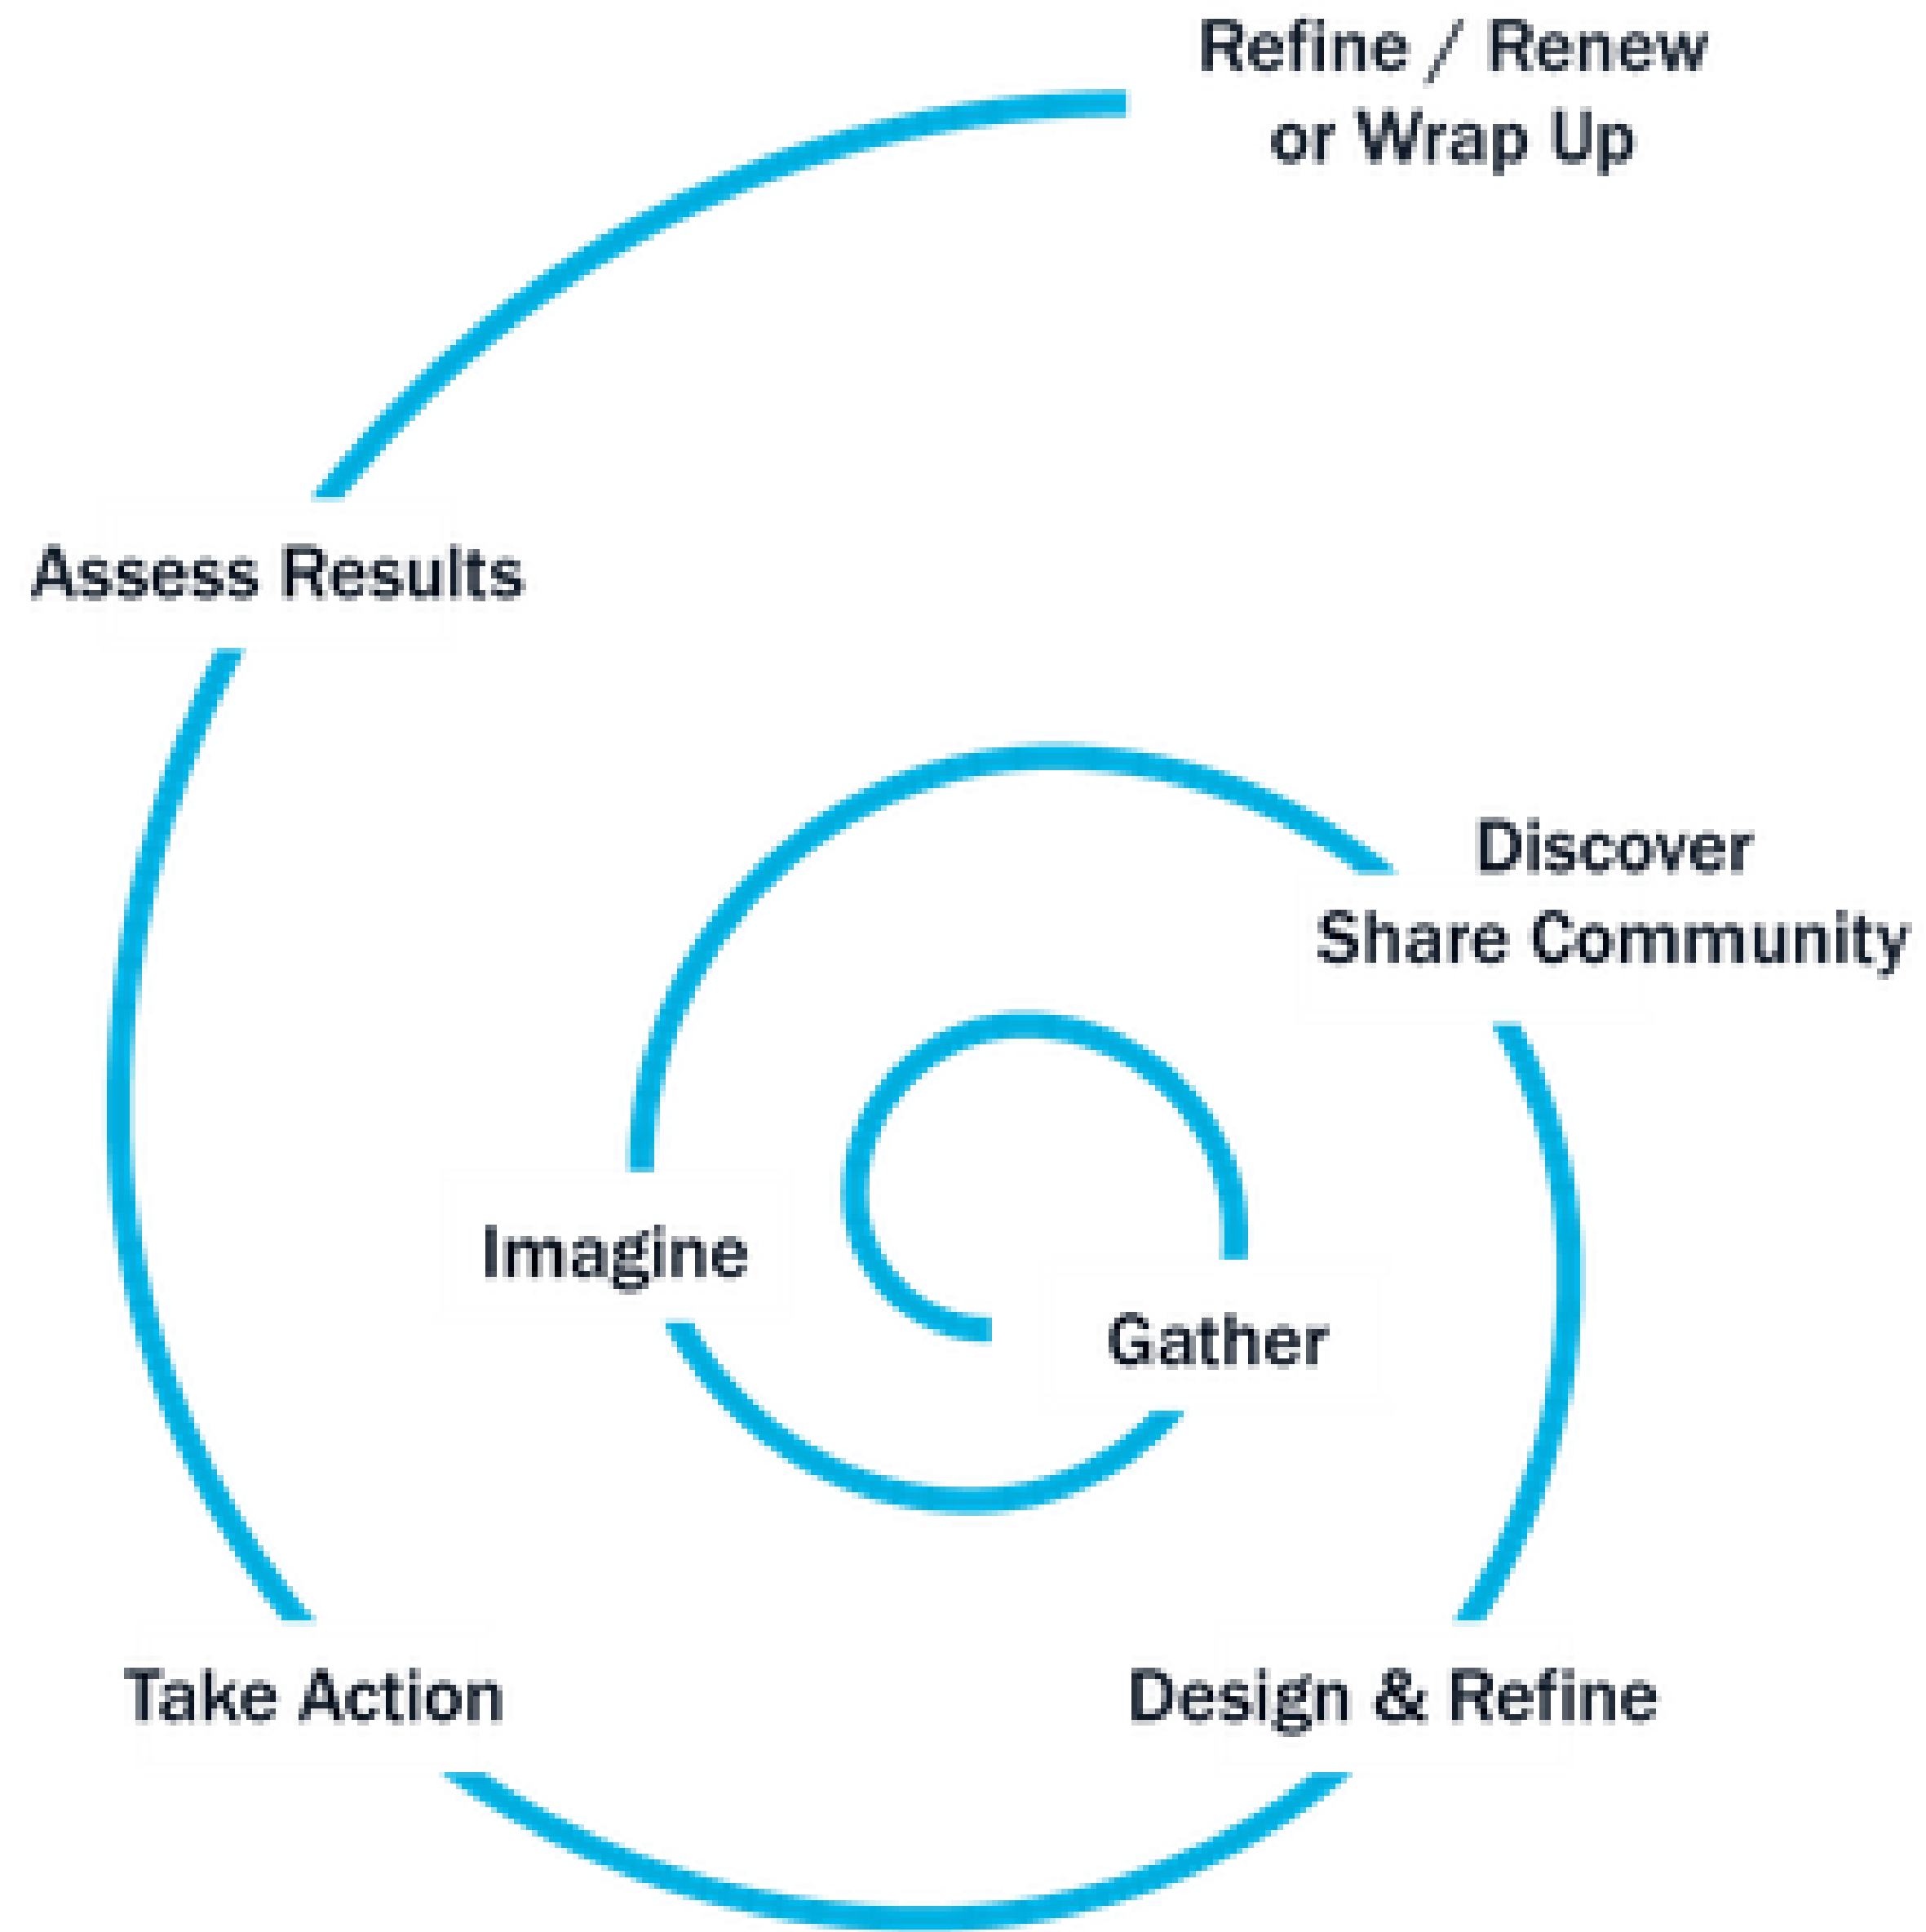 Refine / Renew
or Wrap Up
Assess Results
Discover
Share Community
Imagine
Gather
Take Action
Design & Refine